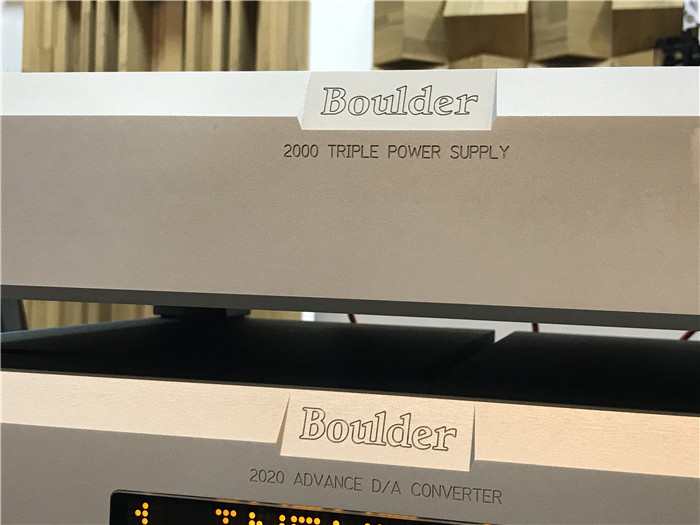 Boulder
2000 TRIPLE POWER SUPPLY
Boulder
2020 ADVANCE D/A CONVERTER